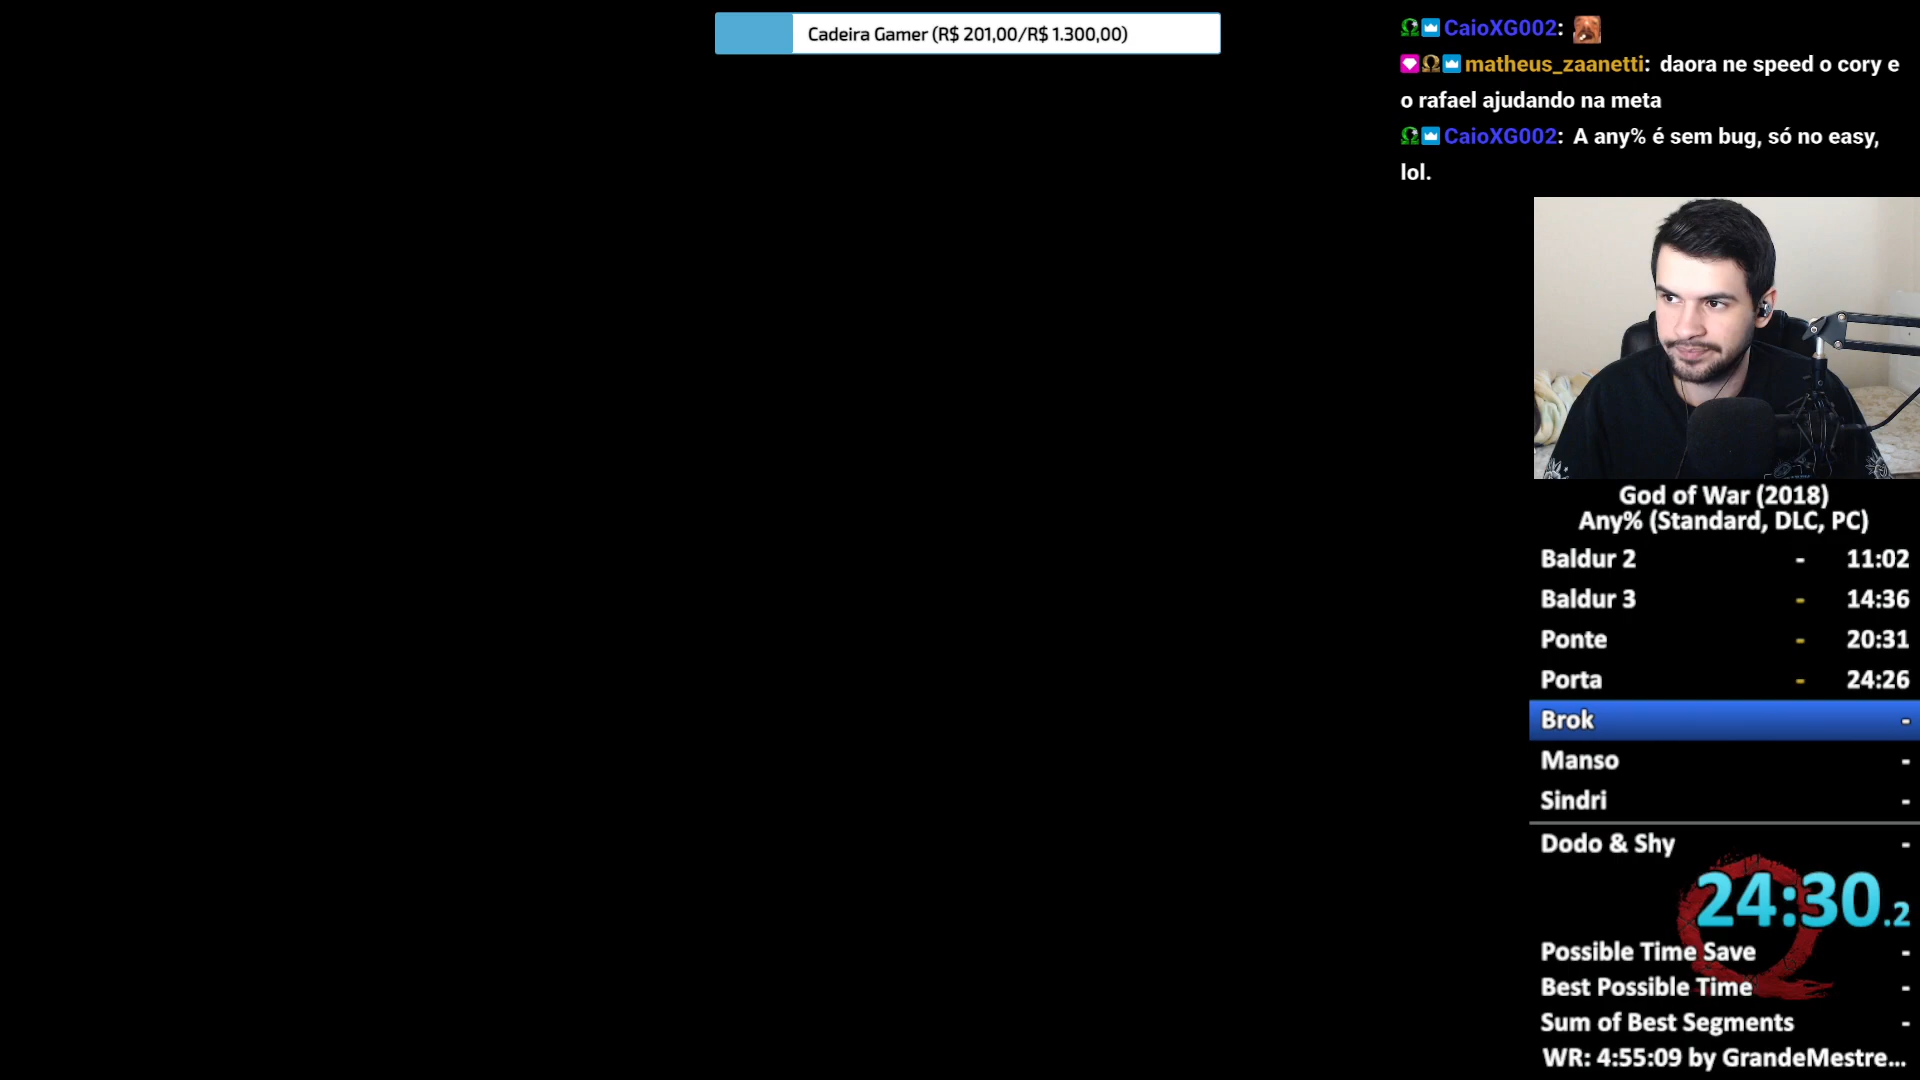 Cadeira Gamer (R$ 201,00/R$ 1.300,00)
CaioXG002:
matheus_zaanetti: daora ne speed o cory e
o rafael ajudando na meta
CaioXG002: A any% é sem bug, só no easy,
lol.
God of War (2018)
Any% (Standard, DLC, PC)
Baldur 2 - 11:02
Baldur 3 - 14:36
Ponte - 20:31
Porta - 24:26
Brok -
Manso -
Sindri -
Dodo & Shy -
24:30.2
Possible Time Save -
Best Possible Time -
Sum of Best Segments -
WR: 4:55:09 by GrandeMestre...